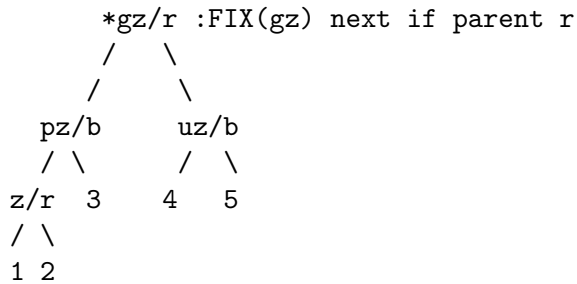 *gz/r :FIX(gz) next if parent r
/ \
/ \
pz/b uz/b
/ \ / \
z/r 3 4 5
/ \
1 2